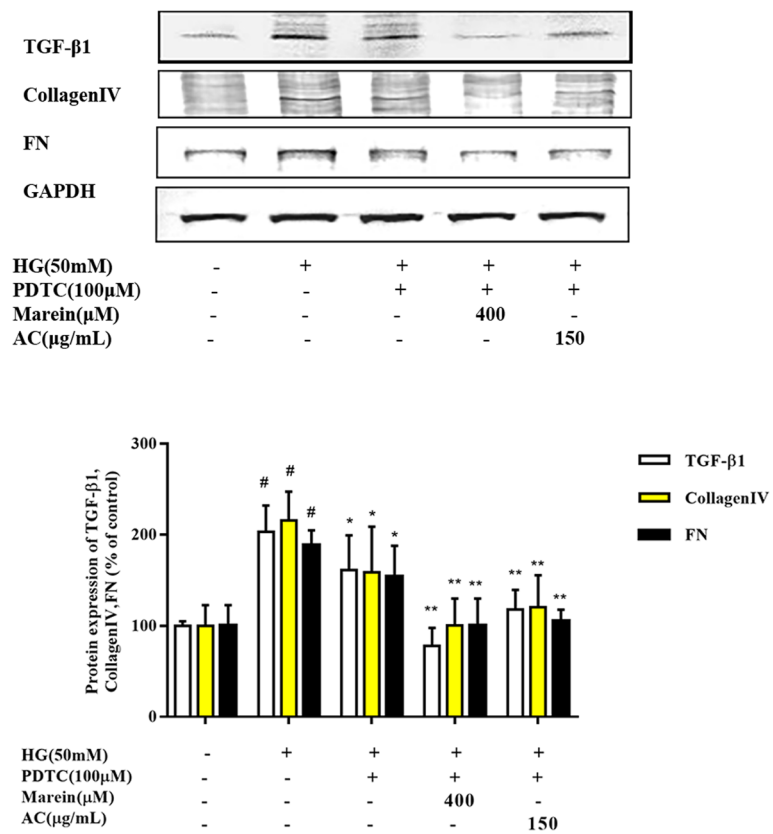 TGF-β1
CollagenIV
FN
GAPDH
HG(50mM) - + + + +
PDTC(100μM) - - + + +
Marein(μM) - - - 400 -
AC(μg/mL) - - - - 150
300
200
100
0
Protein expression of TGF-β1,
CollagenIV,FN (% of control)
# # #
* * *
** ** **
** ** **
TGF-β1
CollagenIV
FN
HG(50mM) - + + + +
PDTC(100μM) - - + + +
Marein(μM) - - - 400 -
AC(μg/mL) - - - - 150